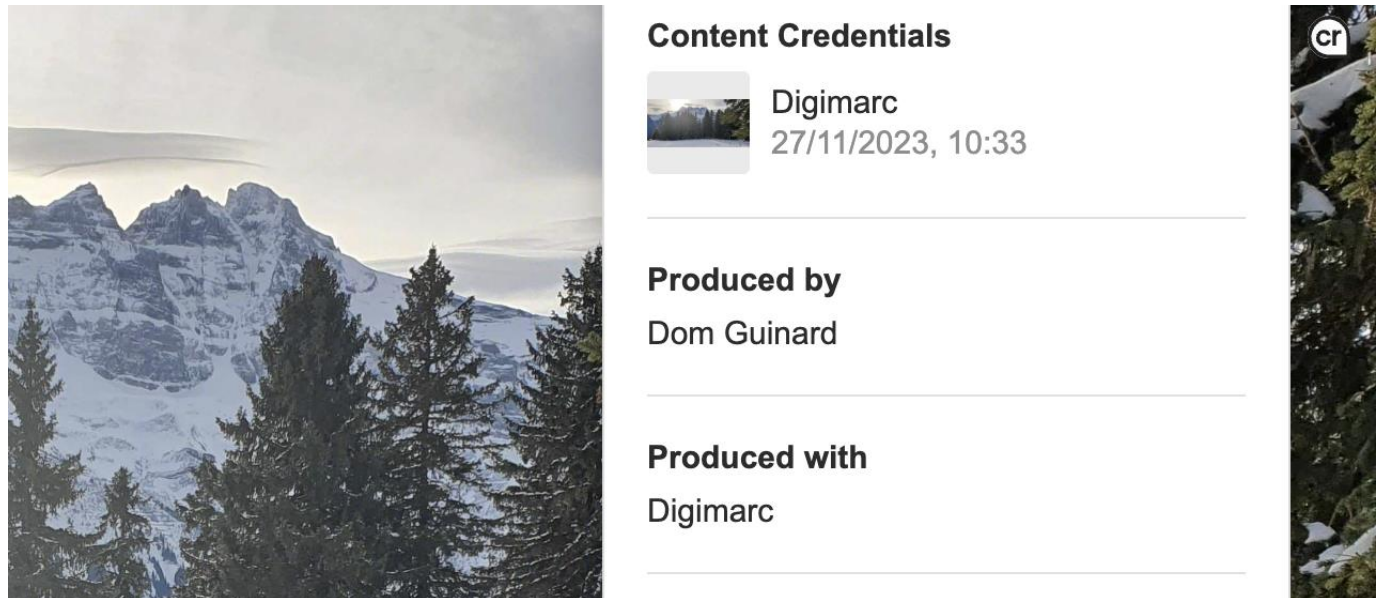 Content Credentials
Digimarc
27/11/2023, 10:33
Produced by
Dom Guinard
Produced with
Digimarc
cr